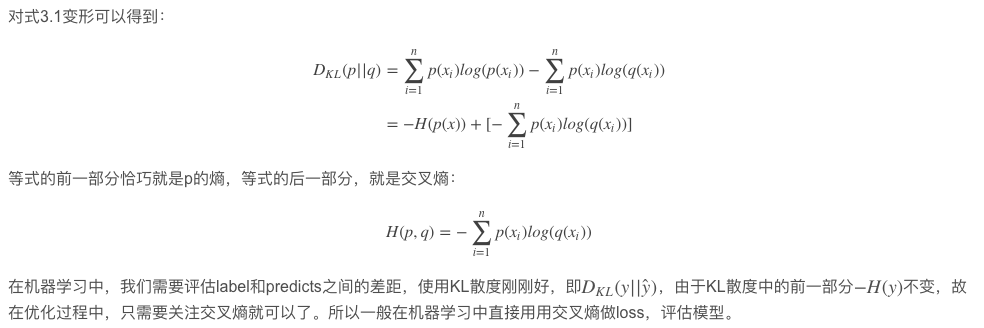 对式3.1变形可以得到：
D_{KL}(p||q) = \sum_{i=1}^{n} p(x_i)log(p(x_i)) - \sum_{i=1}^{n} p(x_i)log(q(x_i))
= -H(p(x)) + [-\sum_{i=1}^{n} p(x_i)log(q(x_i))]
等式的前一部分恰巧就是p的熵，等式的后一部分，就是交叉熵：
H(p, q) = -\sum_{i=1}^{n} p(x_i)log(q(x_i))
在机器学习中，我们需要评估label和predicts之间的差距，使用KL散度刚刚好，即D_{KL}(y||\hat{y})，由于KL散度中的前一部分−H(y)不变，故
在优化过程中，只需要关注交叉熵就可以了。所以一般在机器学习中直接用用交叉熵做loss，评估模型。